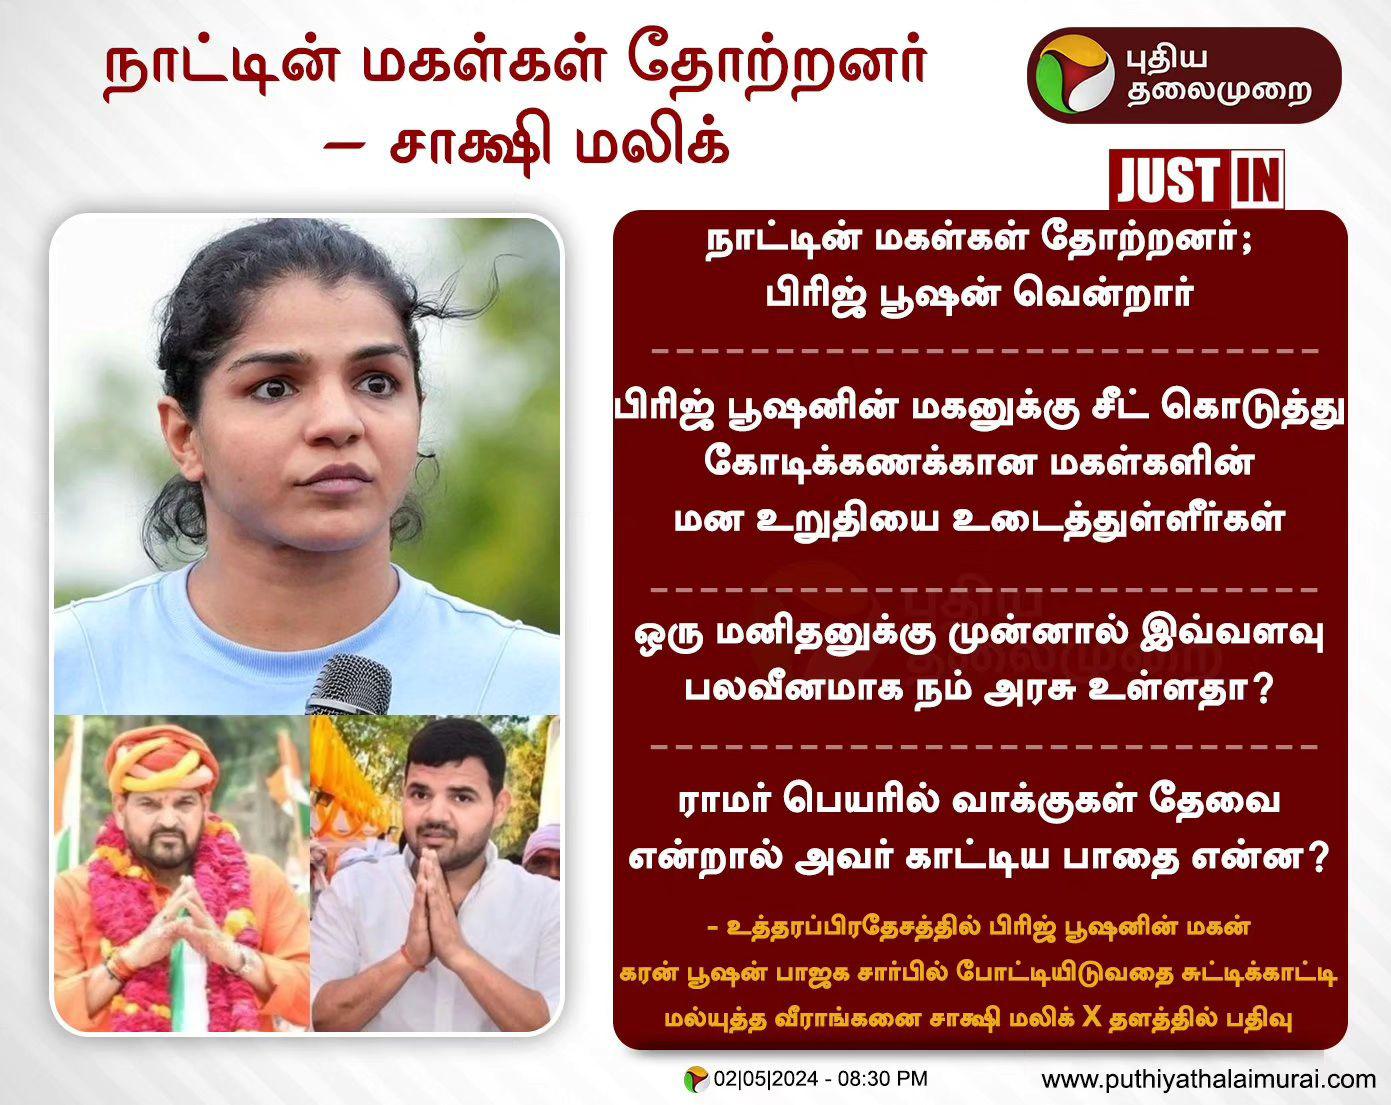 நாட்டின் மகள்கள் தோற்றனர்
– சாக்ஷி மலிக்
புதிய
தலைமுறை
JUST IN
நாட்டின் மகள்கள் தோற்றனர்;
பிரிஜ் பூஷன் வென்றார்
பிரிஜ் பூஷனின் மகனுக்கு சீட் கொடுத்து
கோடிக்கணக்கான மகள்களின்
மன உறுதியை உடைத்துள்ளீர்கள்
ஒரு மனிதனுக்கு முன்னால் இவ்வளவு
பலவீனமாக நம் அரசு உள்ளதா?
ராமர் பெயரில் வாக்குகள் தேவை
என்றால் அவர் காட்டிய பாதை என்ன?
- உத்தரப்பிரதேசத்தில் பிரிஜ் பூஷனின் மகன்
கரன் பூஷன் பாஜக சார்பில் போட்டியிடுவதை சுட்டிக்காட்டி
மல்யுத்த வீராங்கனை சாக்ஷி மலிக் X தளத்தில் பதிவு
02|05|2024 - 08:30 PM
www.puthiyathalaimurai.com